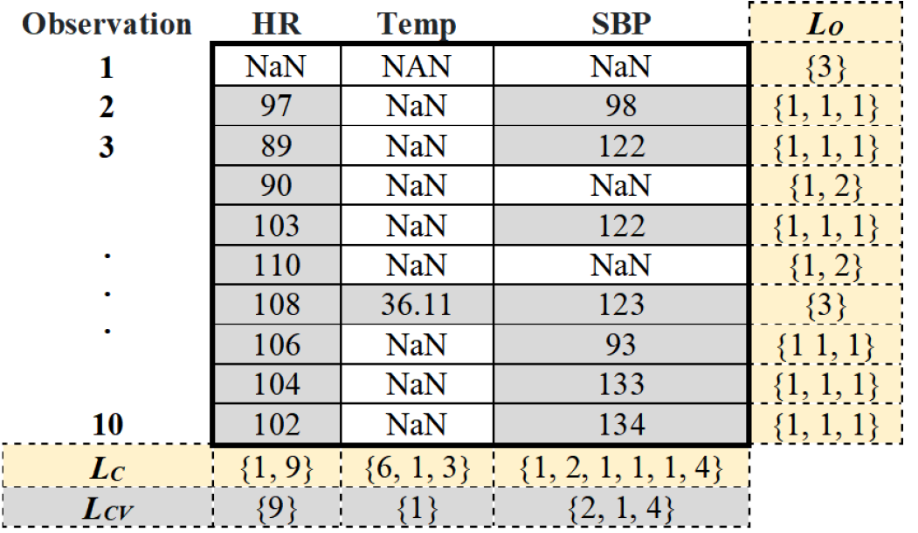 Observation HR Temp SBP Lo
1 NaN NAN NaN {3}
2 97 NaN 98 {1, 1, 1}
3 89 NaN 122 {1, 1, 1}
90 NaN NaN {1, 2}
103 NaN 122 {1, 1, 1}
. 110 NaN NaN {1, 2}
. 108 36.11 123 {3}
. 106 NaN 93 {1 1, 1}
104 NaN 133 {1, 1, 1}
10 102 NaN 134 {1, 1, 1}
Lc {1, 9} {6, 1, 3} {1, 2, 1, 1, 1, 4}
Lcv {9} {1} {2, 1, 4}